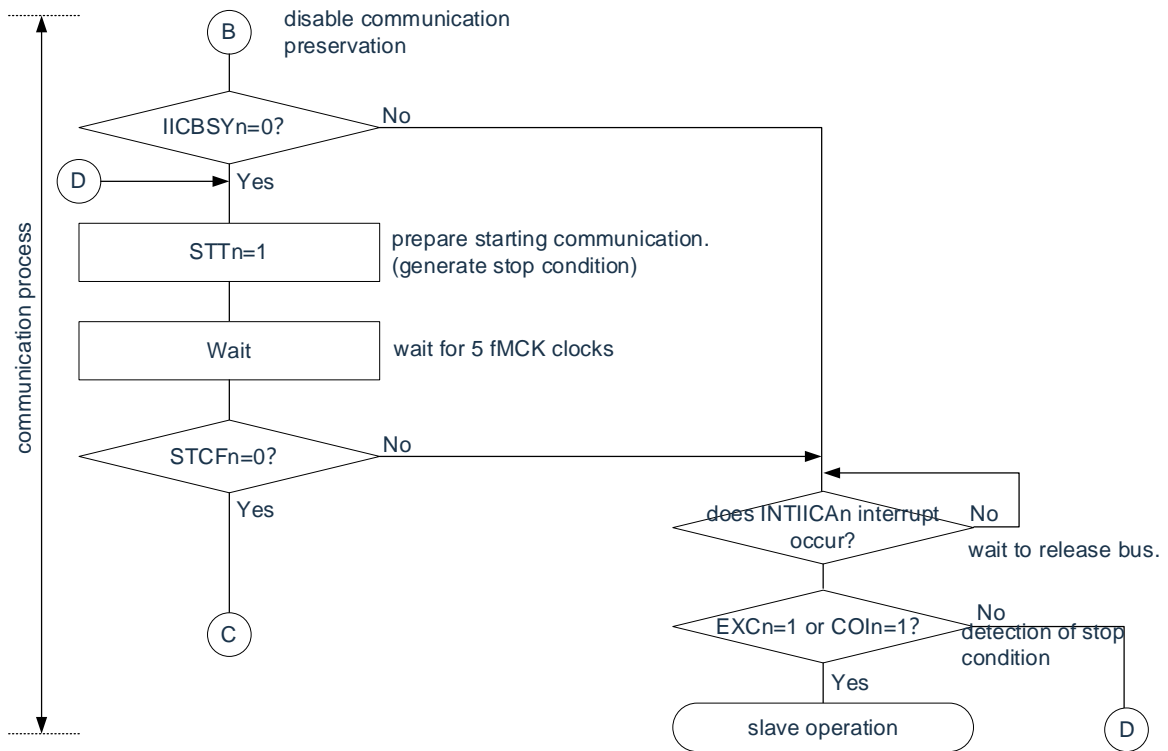 B
disable communication
preservation
IICBSYn=0?
No
D
Yes
STTn=1
prepare starting communication.
(generate stop condition)
Wait
wait for 5 fMCK clocks
STCFn=0?
No
Yes
does INTIICAn interrupt
occur?
No
wait to release bus.
C
EXCn=1 or COIn=1?
No
detection of stop
condition
Yes
slave operation
D
communication process